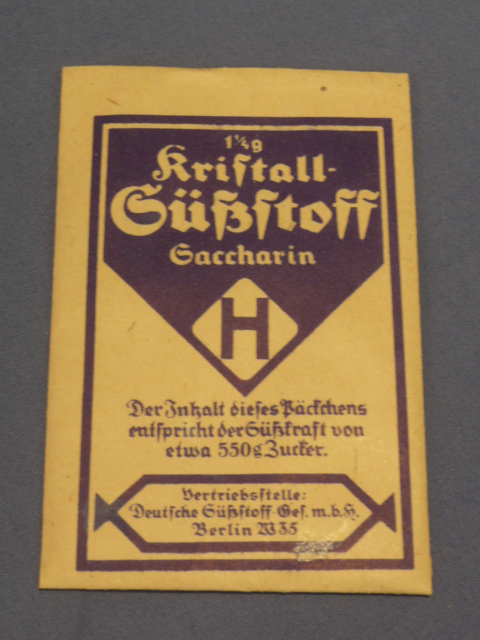 1¼g
Kristall-
Süßstoff
Saccharin
H
Der Inhalt dieses Päckchens
entspricht der Süßkraft von
etwa 550g Zucker.
Vertriebsstelle:
Deutsche Süßstoff-Ges. m. b. H.
Berlin W35